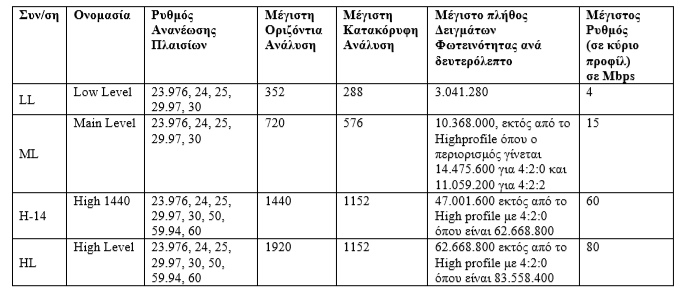 Συν/ση Ονομασία Ρυθμός Ανανέωσης Πλαισίων Μέγιστη Οριζόντια Ανάλυση Μέγιστη Κατακόρυφη Ανάλυση Μέγιστο πλήθος Δειγμάτων Φωτεινότητας ανά δευτερόλεπτο Μέγιστος Ρυθμός (σε κύριο προφίλ) σε Mbps
LL Low Level 23.976, 24, 25, 29.97, 30 352 288 3.041.280 4
ML Main Level 23.976, 24, 25, 29.97, 30 720 576 10.368.000, εκτός από το Highprofile όπου ο περιορισμός γίνεται 14.475.600 για 4:2:0 και 11.059.200 για 4:2:2 15
H-14 High 1440 23.976, 24, 25, 29.97, 30, 50, 59.94, 60 1440 1152 47.001.600 εκτός από το High profile με 4:2:0 όπου είναι 62.668.800 60
HL High Level 23.976, 24, 25, 29.97, 30, 50, 59.94, 60 1920 1152 62.668.800 εκτός από το High profile με 4:2:0 όπου είναι 83.558.400 80